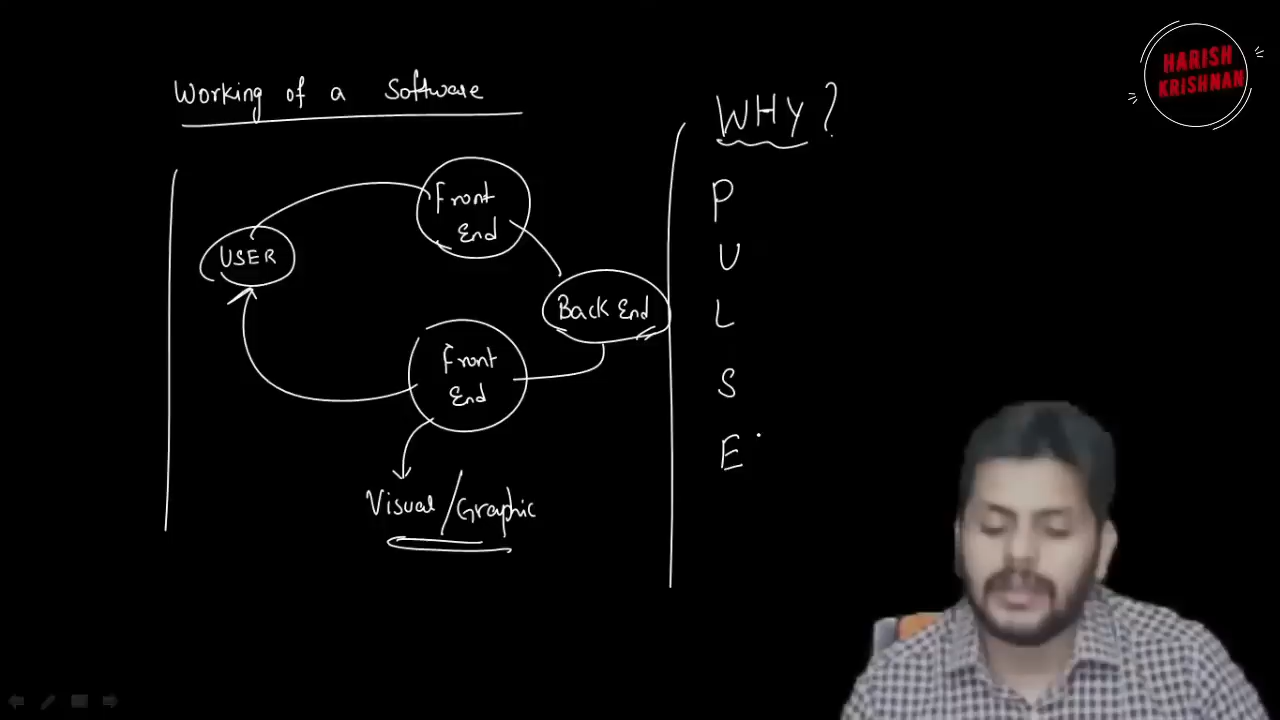 HARISH
KRISHNAN
Working of a Software
USER
Front
End
Back End
Front
End
Visual/Graphic
WHY?
P
U
L
S
E